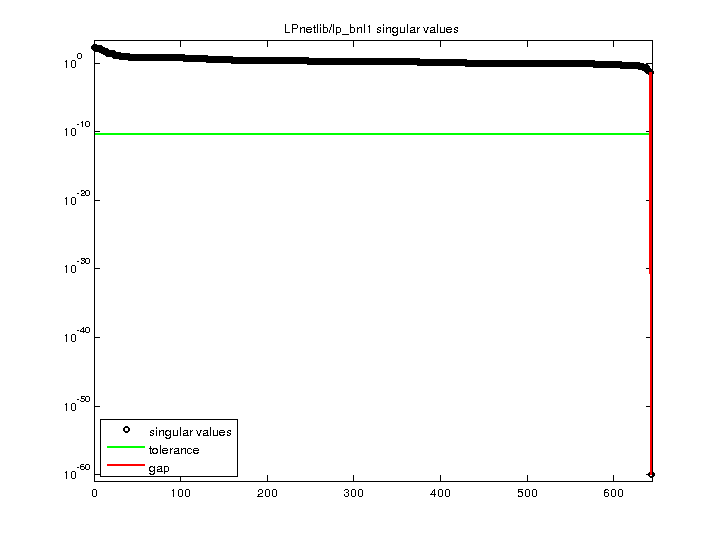 LPnetlib/lp_bnl1 singular values
10^0
10^-10
10^-20
10^-30
10^-40
10^-50
10^-60
singular values
tolerance
gap
0 100 200 300 400 500 600